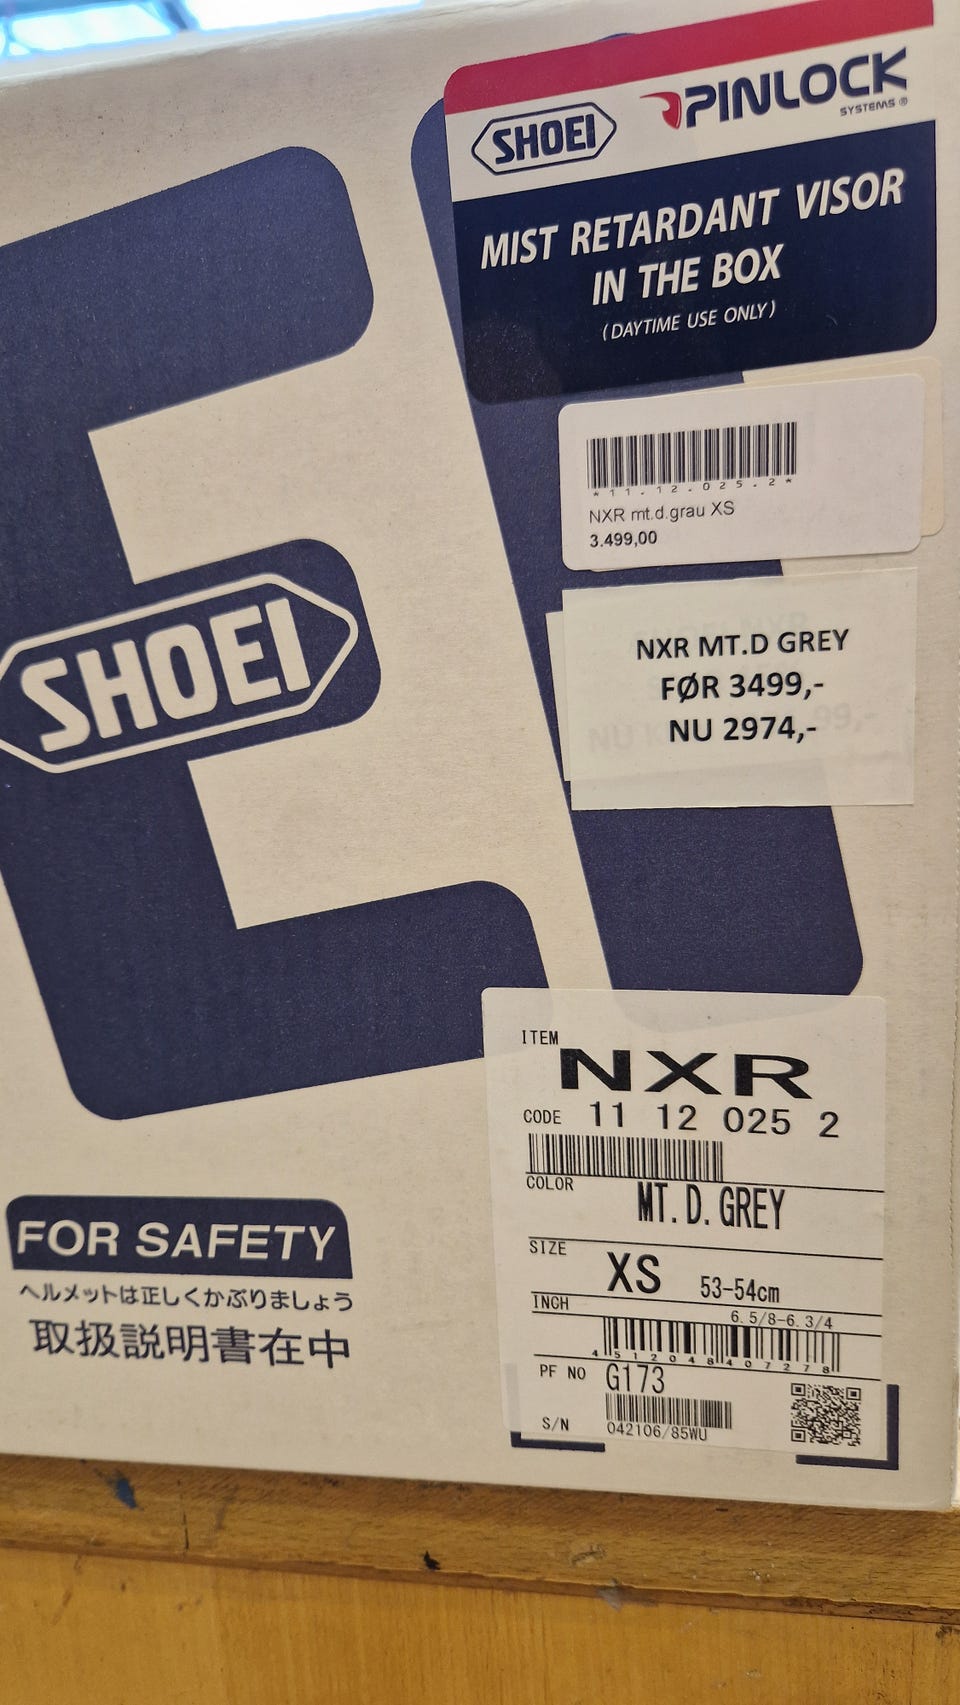 SHOEI
PINLOCK
SYSTEMS ®
MIST RETARDANT VISOR
IN THE BOX
(DAYTIME USE ONLY)
*11.12.025.2*
NXR mt.d.grau XS
3.499,00
NXR MT.D GREY
FØR 3499,-
NU 2974,-
SHOEI
ITEM
NXR
CODE 11 12 025 2
COLOR
MT. D. GREY
SIZE
XS 53-54cm
INCH
6.5/8-6.3/4
4512048407278
PF NO G173
S/N 042106/85WU
FOR SAFETY
ヘルメットは正しくかぶりましょう
取扱説明書在中